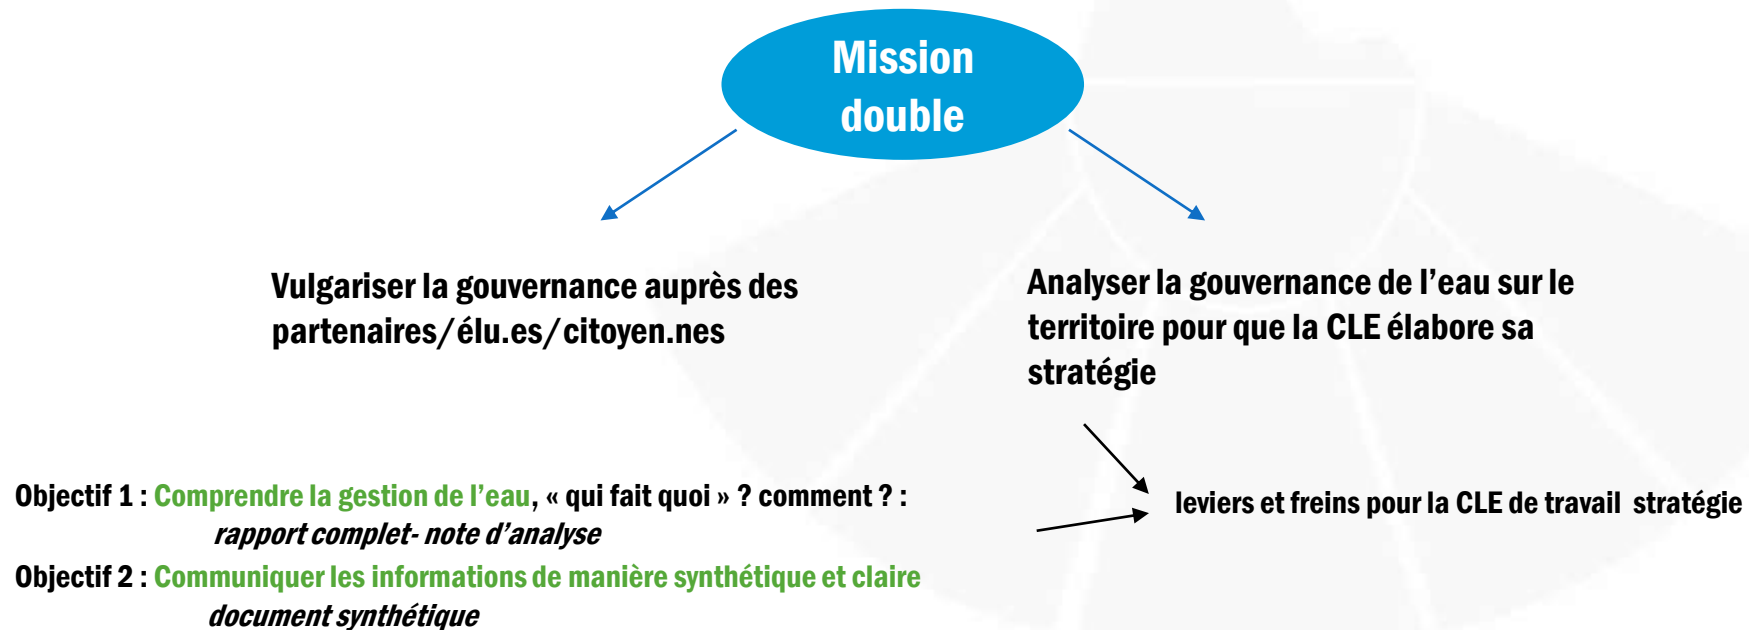 Mission
double
Vulgariser la gouvernance auprès des
partenaires/élu.es/citoyen.nes
Analyser la gouvernance de l’eau sur le
territoire pour que la CLE élabore sa
stratégie
Objectif 1 : Comprendre la gestion de l’eau, « qui fait quoi » ? comment ? :
rapport complet- note d’analyse
Objectif 2 : Communiquer les informations de manière synthétique et claire
document synthétique
leviers et freins pour la CLE de travail stratégie